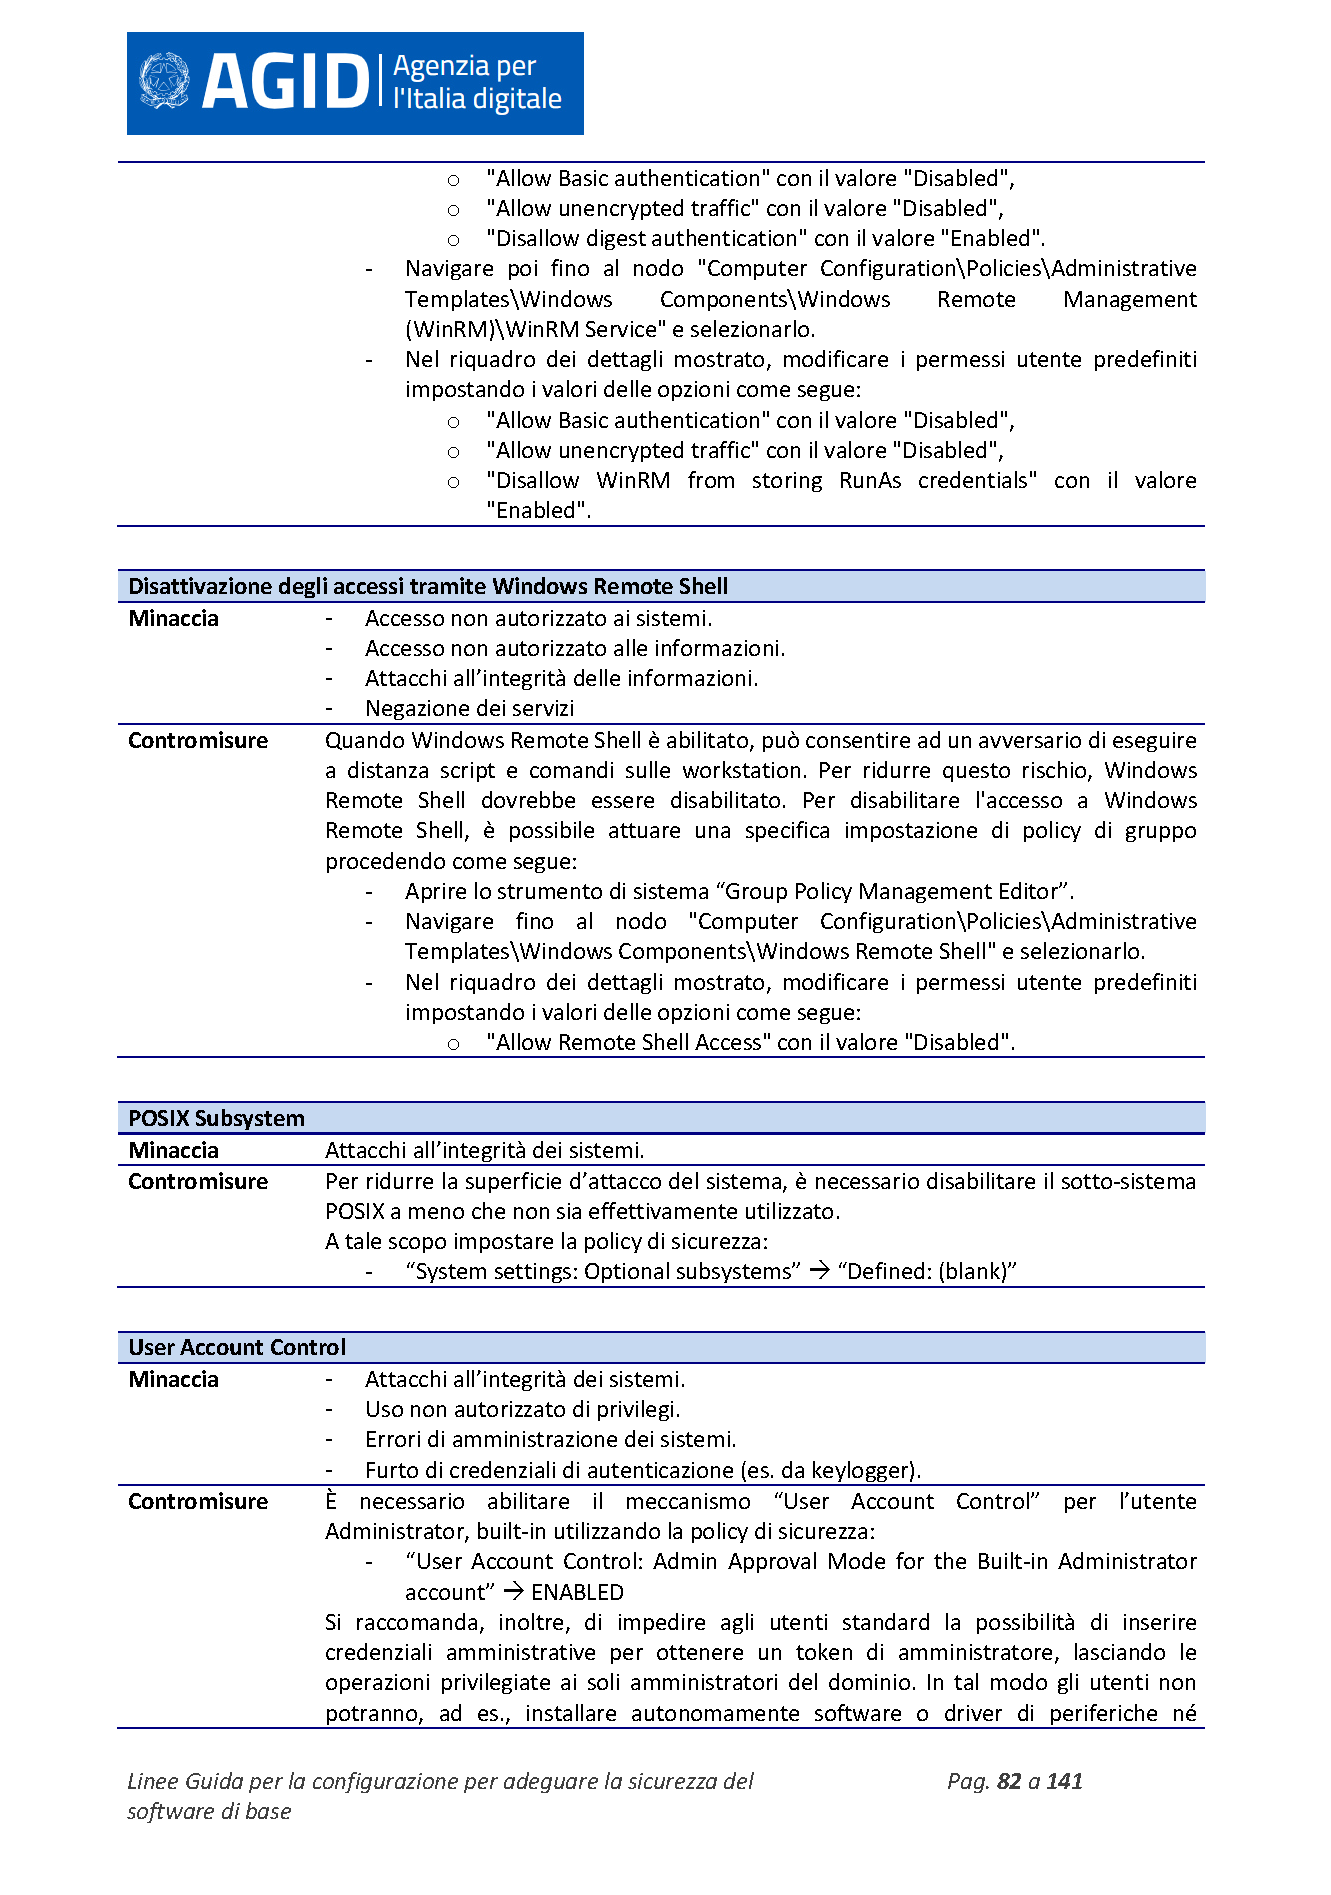 AGID Agenzia per
l'Italia digitale
o "Allow Basic authentication" con il valore "Disabled",
o "Allow unencrypted traffic" con il valore "Disabled",
o "Disallow digest authentication" con il valore "Enabled".
- Navigare poi fino al nodo "Computer Configuration\Policies\Administrative
Templates\Windows Components\Windows Remote Management
(WinRM)\WinRM Service" e selezionarlo.
- Nel riquadro dei dettagli mostrato, modificare i permessi utente predefiniti
impostando i valori delle opzioni come segue:
o "Allow Basic authentication" con il valore "Disabled",
o "Allow unencrypted traffic" con il valore "Disabled",
o "Disallow WinRM from storing RunAs credentials" con il valore
"Enabled".
Disattivazione degli accessi tramite Windows Remote Shell
Minaccia - Accesso non autorizzato ai sistemi.
- Accesso non autorizzato alle informazioni.
- Attacchi all’integrità delle informazioni.
- Negazione dei servizi
Contromisure Quando Windows Remote Shell è abilitato, può consentire ad un avversario di eseguire
a distanza script e comandi sulle workstation. Per ridurre questo rischio, Windows
Remote Shell dovrebbe essere disabilitato. Per disabilitare l'accesso a Windows
Remote Shell, è possibile attuare una specifica impostazione di policy di gruppo
procedendo come segue:
- Aprire lo strumento di sistema “Group Policy Management Editor”.
- Navigare fino al nodo "Computer Configuration\Policies\Administrative
Templates\Windows Components\Windows Remote Shell" e selezionarlo.
- Nel riquadro dei dettagli mostrato, modificare i permessi utente predefiniti
impostando i valori delle opzioni come segue:
o "Allow Remote Shell Access" con il valore "Disabled".
POSIX Subsystem
Minaccia Attacchi all’integrità dei sistemi.
Contromisure Per ridurre la superficie d’attacco del sistema, è necessario disabilitare il sotto-sistema
POSIX a meno che non sia effettivamente utilizzato.
A tale scopo impostare la policy di sicurezza:
- “System settings: Optional subsystems” → “Defined: (blank)”
User Account Control
Minaccia - Attacchi all’integrità dei sistemi.
- Uso non autorizzato di privilegi.
- Errori di amministrazione dei sistemi.
- Furto di credenziali di autenticazione (es. da keylogger).
Contromisure È necessario abilitare il meccanismo “User Account Control” per l’utente
Administrator, built-in utilizzando la policy di sicurezza:
- “User Account Control: Admin Approval Mode for the Built-in Administrator
account” → ENABLED
Si raccomanda, inoltre, di impedire agli utenti standard la possibilità di inserire
credenziali amministrative per ottenere un token di amministratore, lasciando le
operazioni privilegiate ai soli amministratori del dominio. In tal modo gli utenti non
potranno, ad es., installare autonomamente software o driver di periferiche né
Linee Guida per la configurazione per adeguare la sicurezza del Pag. 82 a 141
software di base